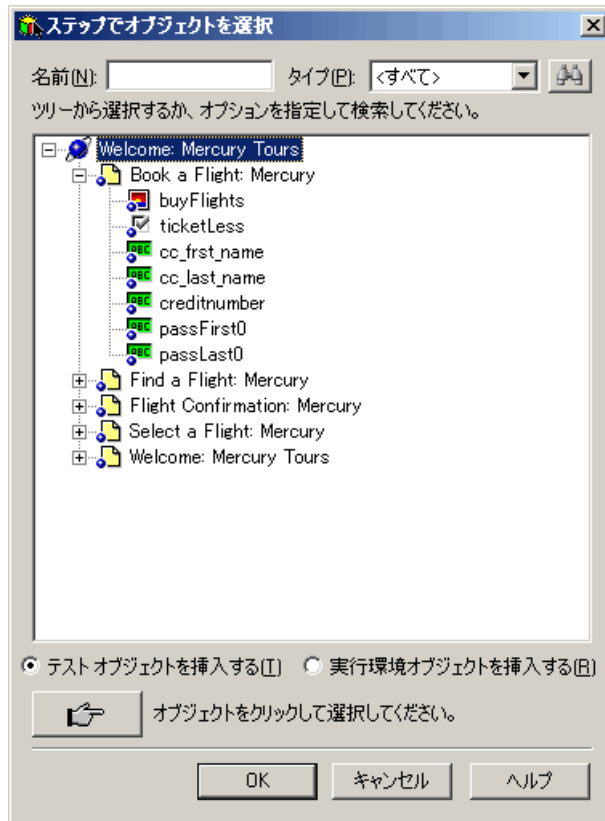 ステップでオブジェクトを選択
名前(N): タイプ(P): <すべて>
ツリーから選択するか、オプションを指定して検索してください。
Welcome: Mercury Tours
Book a Flight: Mercury
buyFlights
ticketLess
ABC cc_frst_name
ABC cc_last_name
ABC creditnumber
ABC passFirst0
ABC passLast0
Find a Flight: Mercury
Flight Confirmation: Mercury
Select a Flight: Mercury
Welcome: Mercury Tours
テスト オブジェクトを挿入する(T) 実行環境オブジェクトを挿入する(R)
オブジェクトをクリックして選択してください。
OK キャンセル ヘルプ